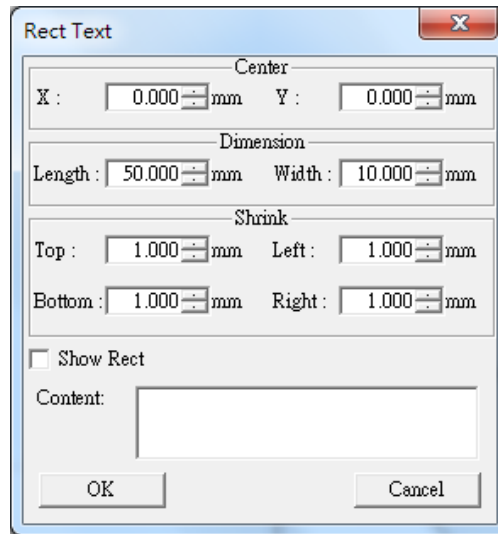 Rect Text
Center
X : 0.000 mm Y : 0.000 mm
Dimension
Length : 50.000 mm Width : 10.000 mm
Shrink
Top : 1.000 mm Left : 1.000 mm
Bottom : 1.000 mm Right : 1.000 mm
Show Rect
Content:
OK Cancel